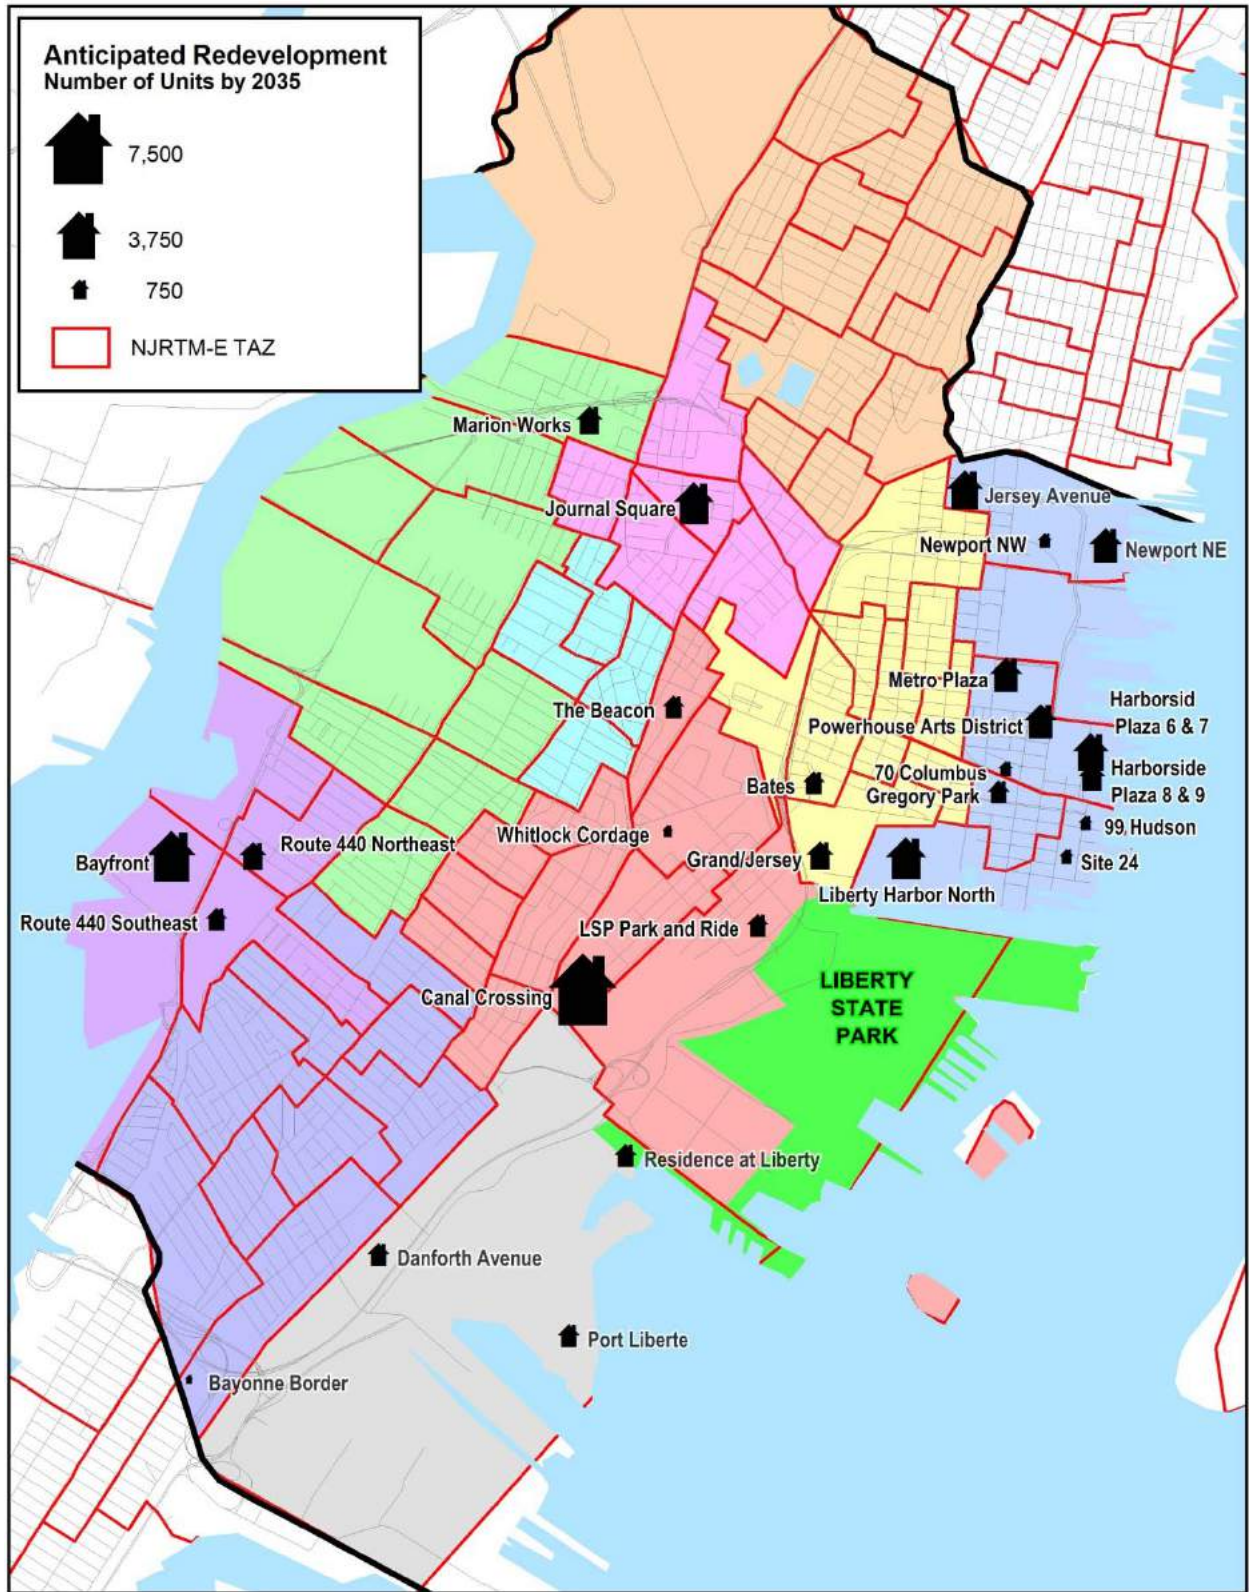 Anticipated Redevelopment
Number of Units by 2035
7,500
3,750
750
NJRTM-E TAZ
Marion Works
Journal Square
Jersey Avenue
Newport NW
Newport NE
Metro Plaza
The Beacon
Harborsid
Plaza 6 & 7
Powerhouse Arts District
Harborside
Plaza 8 & 9
70 Columbus
Gregory Park
Bates
99 Hudson
Whitlock Cordage
Route 440 Northeast
Bayfront
Grand/Jersey
Site 24
Liberty Harbor North
Route 440 Southeast
LSP Park and Ride
Canal Crossing
LIBERTY
STATE
PARK
Residence at Liberty
Danforth Avenue
Port Liberte
Bayonne Border